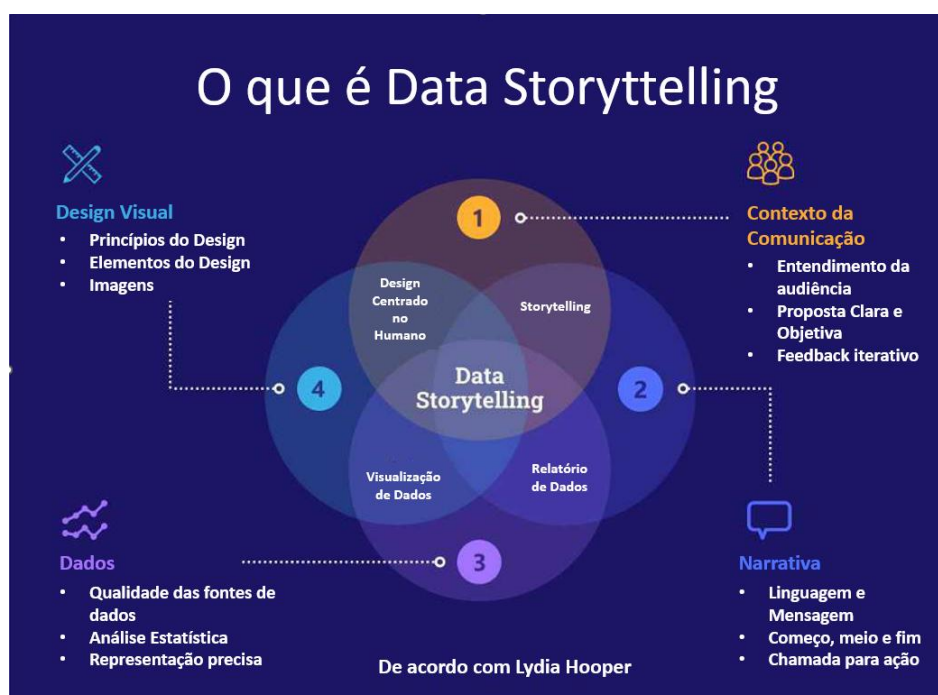 O que é Data Storyttelling
Design Visual
• Princípios do Design
• Elementos do Design
• Imagens
1
Contexto da
Comunicação
• Entendimento da
audiência
• Proposta Clara e
Objetiva
• Feedback iterativo
Design
Centrado
no
Humano
Storytelling
4
Data
Storytelling
2
Visualização
de Dados
Relatório
de Dados
3
Dados
• Qualidade das fontes de
dados
• Análise Estatística
• Representação precisa
Narrativa
• Linguagem e
Mensagem
• Começo, meio e fim
• Chamada para ação
De acordo com Lydia Hooper